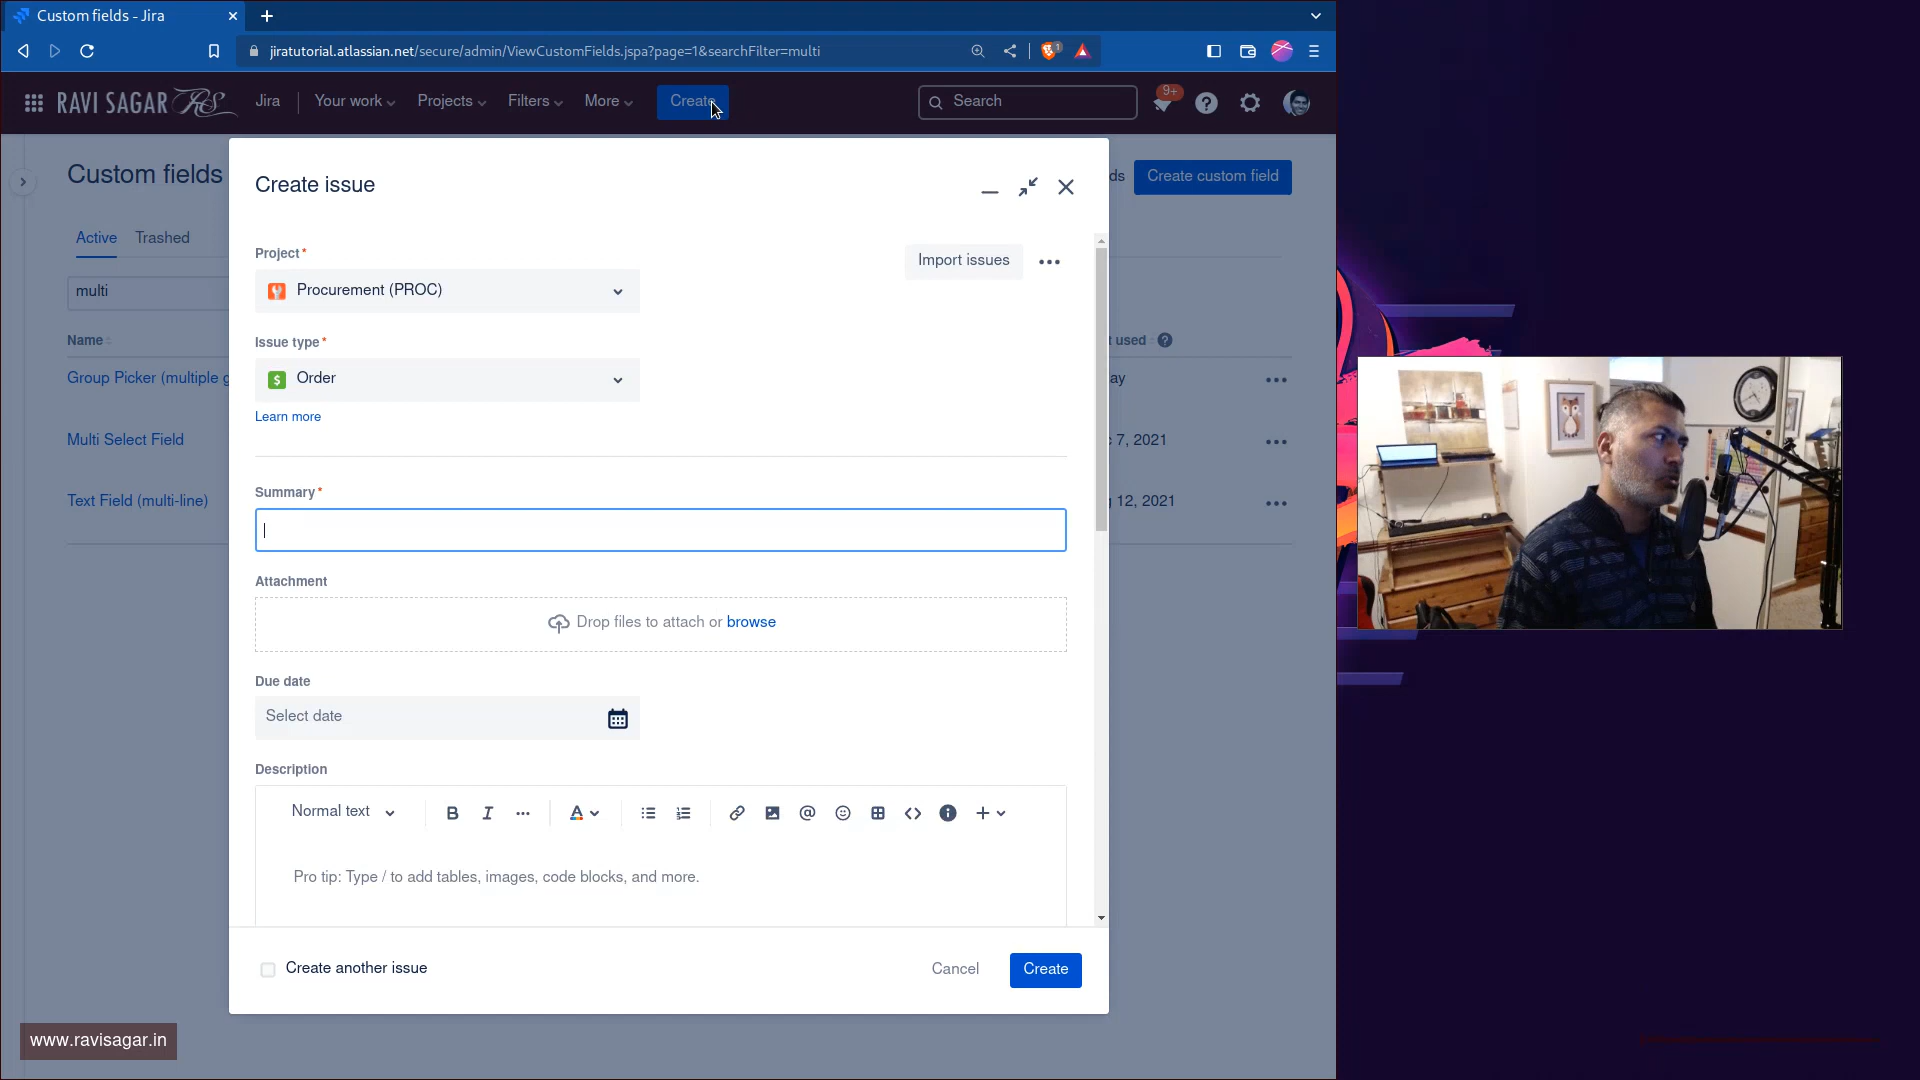 Custom fields - Jira
jiratutorial.atlassian.net/secure/admin/ViewCustomFields.jspa?page=1&searchFilter=multi
1
RAVI SAGAR RS
Jira
Your work
Projects
Filters
More
Create
Search
9+
Custom fields
ds
Create custom field
Active
Trashed
multi
Name
t used
Group Picker (multiple g
ay
Multi Select Field
c 7, 2021
Text Field (multi-line)
g 12, 2021
Create issue
Project *
Import issues
Procurement (PROC)
Issue type *
Order
Learn more
Summary *
Attachment
Drop files to attach or browse
Due date
Select date
Description
Normal text
Pro tip: Type / to add tables, images, code blocks, and more.
Create another issue
Cancel
Create
www.ravisagar.in